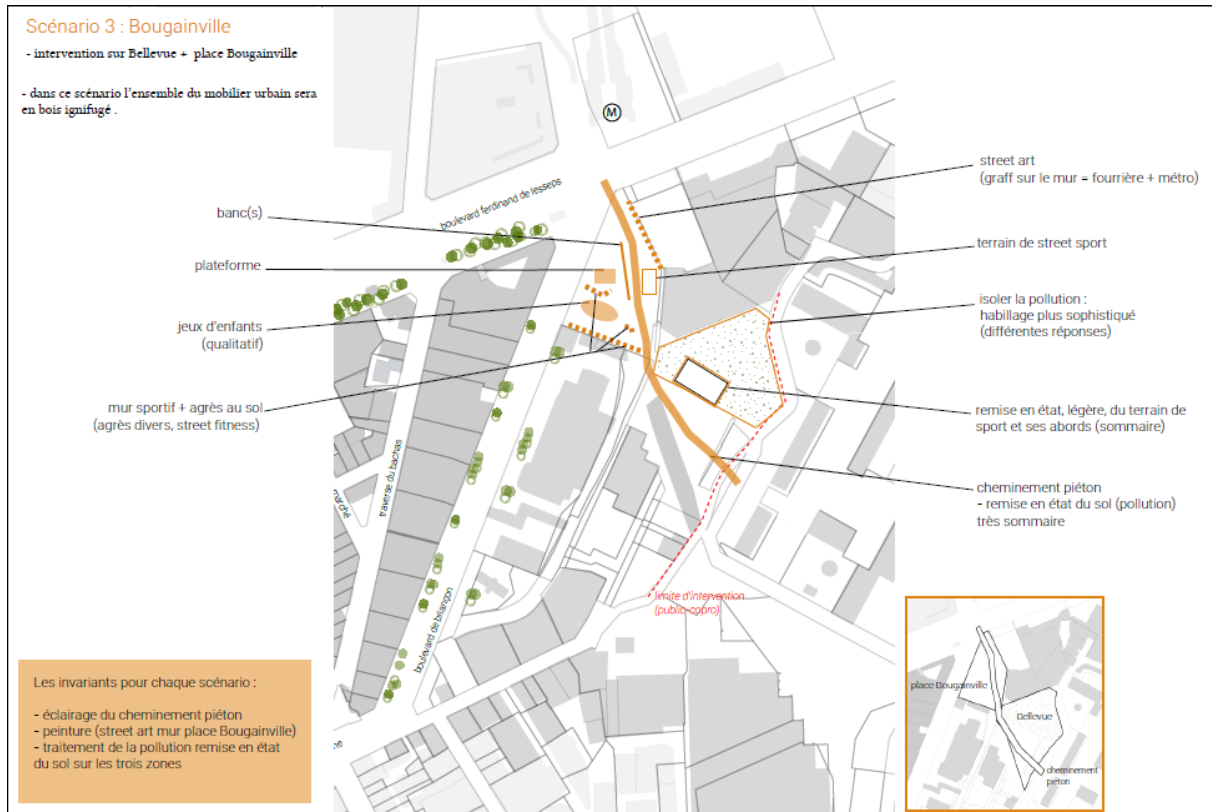 Scénario 3 : Bougainville
- intervention sur Bellevue + place Bougainville
- dans ce scénario l'ensemble du mobilier urbain sera
en bois ignifugé .
M
boulevard ferdinand de lesseps
banc(s)
plateforme
jeux d'enfants
(qualitatif)
mur sportif + agrès au sol
(agrès divers, street fitness)
street art
(graff sur le mur = fourrière + métro)
terrain de street sport
isoler la pollution :
habillage plus sophistiqué
(différentes réponses)
remise en état, légère, du terrain de
sport et ses abords (sommaire)
cheminement piéton
- remise en état du sol (pollution)
très sommaire
marché
traverse du bachas
boulevard de briançon
limite d'intervention
(public-copro)
Les invariants pour chaque scénario :
- éclairage du cheminement piéton
- peinture (street art mur place Bougainville)
- traitement de la pollution remise en état
du sol sur les trois zones
place Bougainville
Bellevue
cheminement
piéton